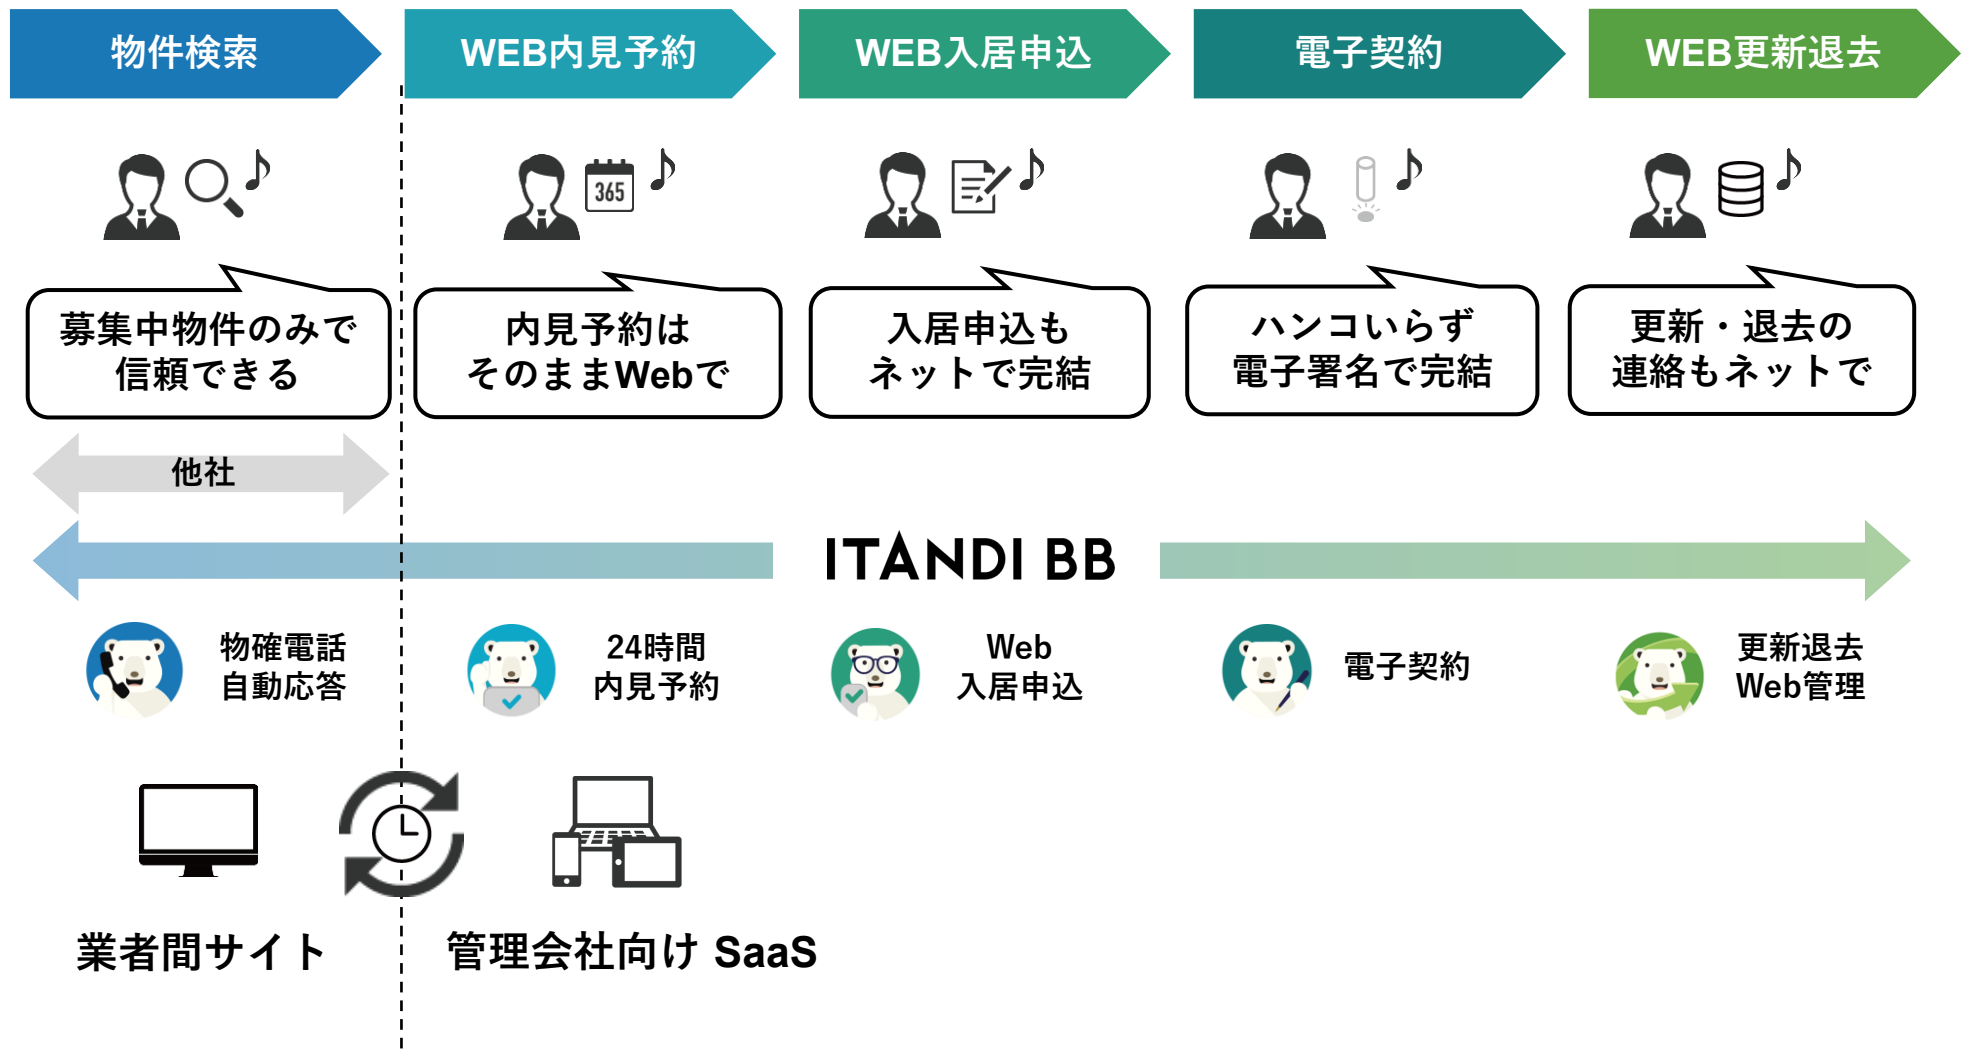 物件検索
WEB内見予約
WEB入居申込
電子契約
WEB更新退去
365
募集中物件のみで
信頼できる
内見予約は
そのままWebで
入居申込も
ネットで完結
ハンコいらず
電子署名で完結
更新・退去の
連絡もネットで
他社
ITANDI BB
物確電話
自動応答
24時間
内見予約
Web
入居申込
電子契約
更新退去
Web管理
業者間サイト
管理会社向け SaaS